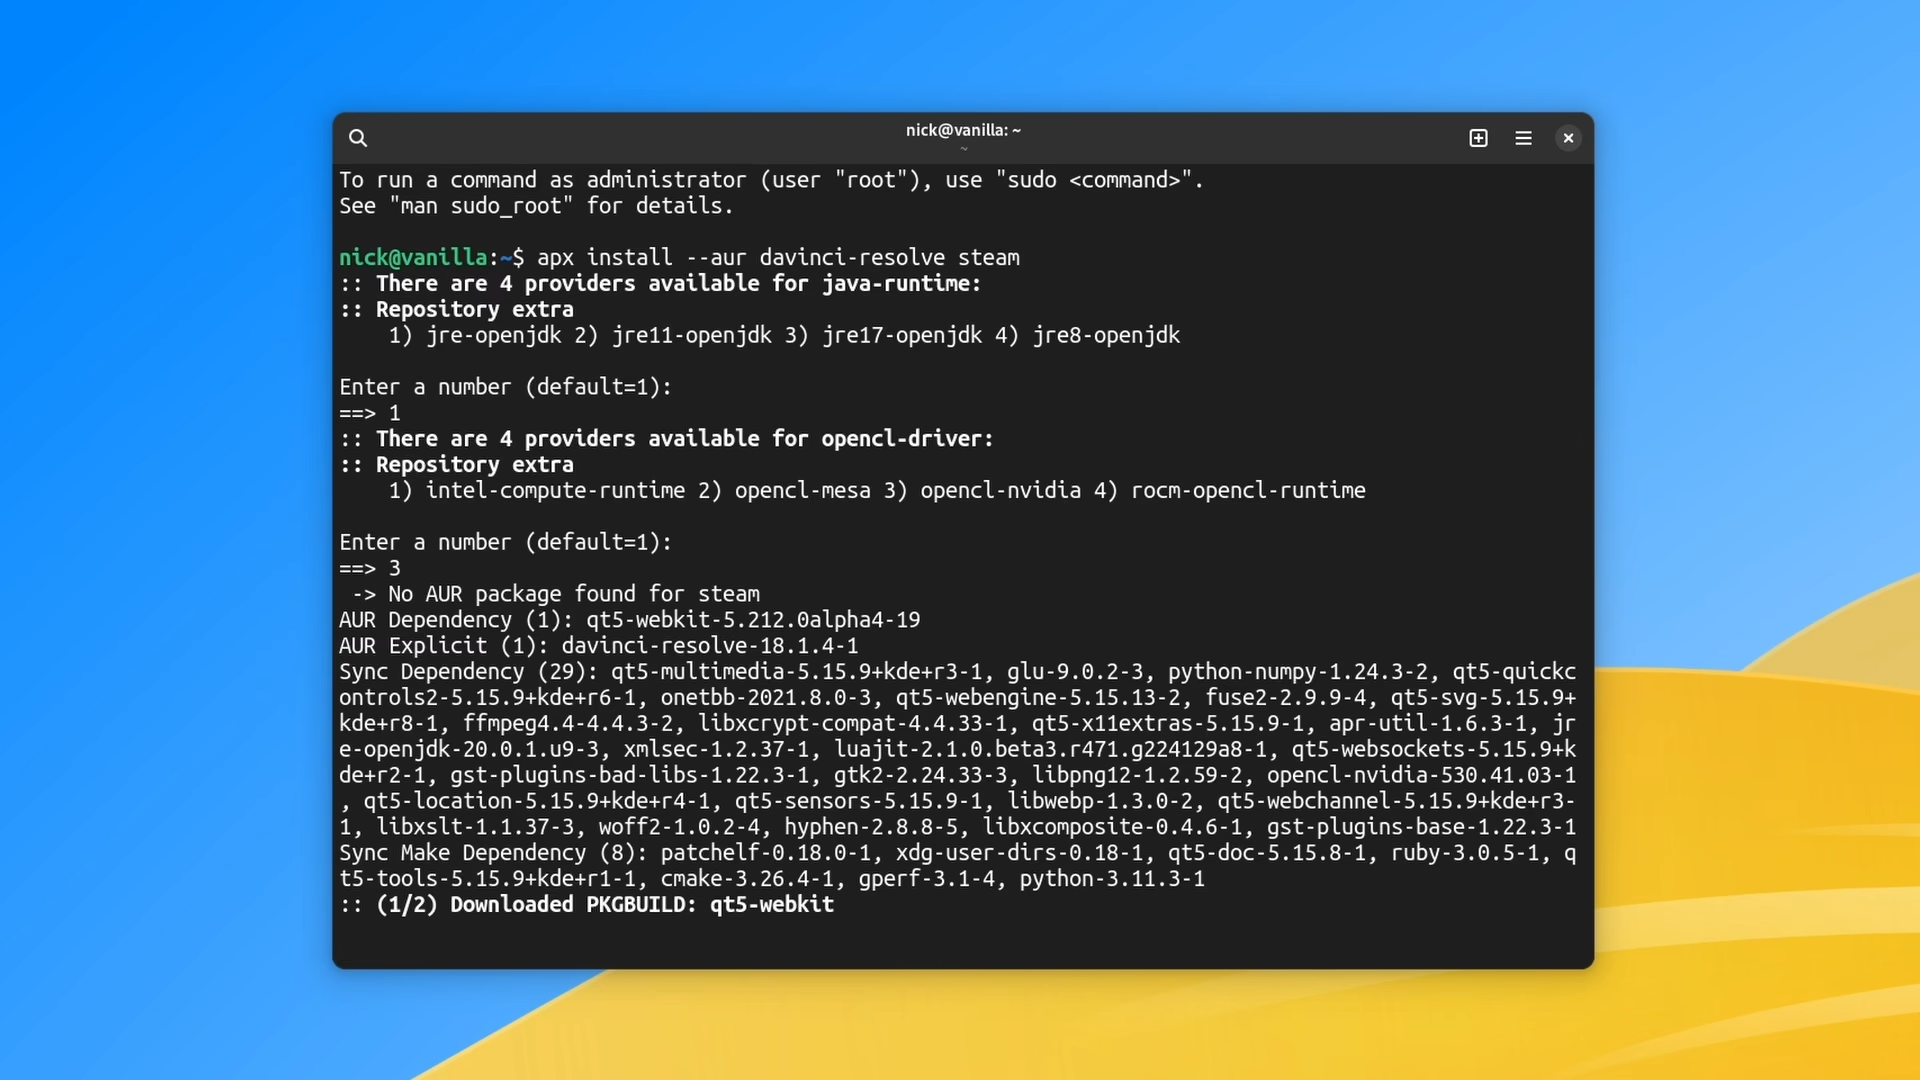 nick@vanilla: ~
~
To run a command as administrator (user "root"), use "sudo <command>".
See "man sudo_root" for details.
nick@vanilla:~$ apx install --aur davinci-resolve steam
:: There are 4 providers available for java-runtime:
:: Repository extra
1) jre-openjdk 2) jre11-openjdk 3) jre17-openjdk 4) jre8-openjdk
Enter a number (default=1):
==> 1
:: There are 4 providers available for opencl-driver:
:: Repository extra
1) intel-compute-runtime 2) opencl-mesa 3) opencl-nvidia 4) rocm-opencl-runtime
Enter a number (default=1):
==> 3
-> No AUR package found for steam
AUR Dependency (1): qt5-webkit-5.212.0alpha4-19
AUR Explicit (1): davinci-resolve-18.1.4-1
Sync Dependency (29): qt5-multimedia-5.15.9+kde+r3-1, glu-9.0.2-3, python-numpy-1.24.3-2, qt5-quickc
ontrols2-5.15.9+kde+r6-1, onetbb-2021.8.0-3, qt5-webengine-5.15.13-2, fuse2-2.9.9-4, qt5-svg-5.15.9+
kde+r8-1, ffmpeg4.4-4.4.3-2, libxcrypt-compat-4.4.33-1, qt5-x11extras-5.15.9-1, apr-util-1.6.3-1, jr
e-openjdk-20.0.1.u9-3, xmlsec-1.2.37-1, luajit-2.1.0.beta3.r471.g224129a8-1, qt5-websockets-5.15.9+k
de+r2-1, gst-plugins-bad-libs-1.22.3-1, gtk2-2.24.33-3, libpng12-1.2.59-2, opencl-nvidia-530.41.03-1
, qt5-location-5.15.9+kde+r4-1, qt5-sensors-5.15.9-1, libwebp-1.3.0-2, qt5-webchannel-5.15.9+kde+r3-
1, libxslt-1.1.37-3, woff2-1.0.2-4, hyphen-2.8.8-5, libxcomposite-0.4.6-1, gst-plugins-base-1.22.3-1
Sync Make Dependency (8): patchelf-0.18.0-1, xdg-user-dirs-0.18-1, qt5-doc-5.15.8-1, ruby-3.0.5-1, q
t5-tools-5.15.9+kde+r1-1, cmake-3.26.4-1, gperf-3.1-4, python-3.11.3-1
:: (1/2) Downloaded PKGBUILD: qt5-webkit